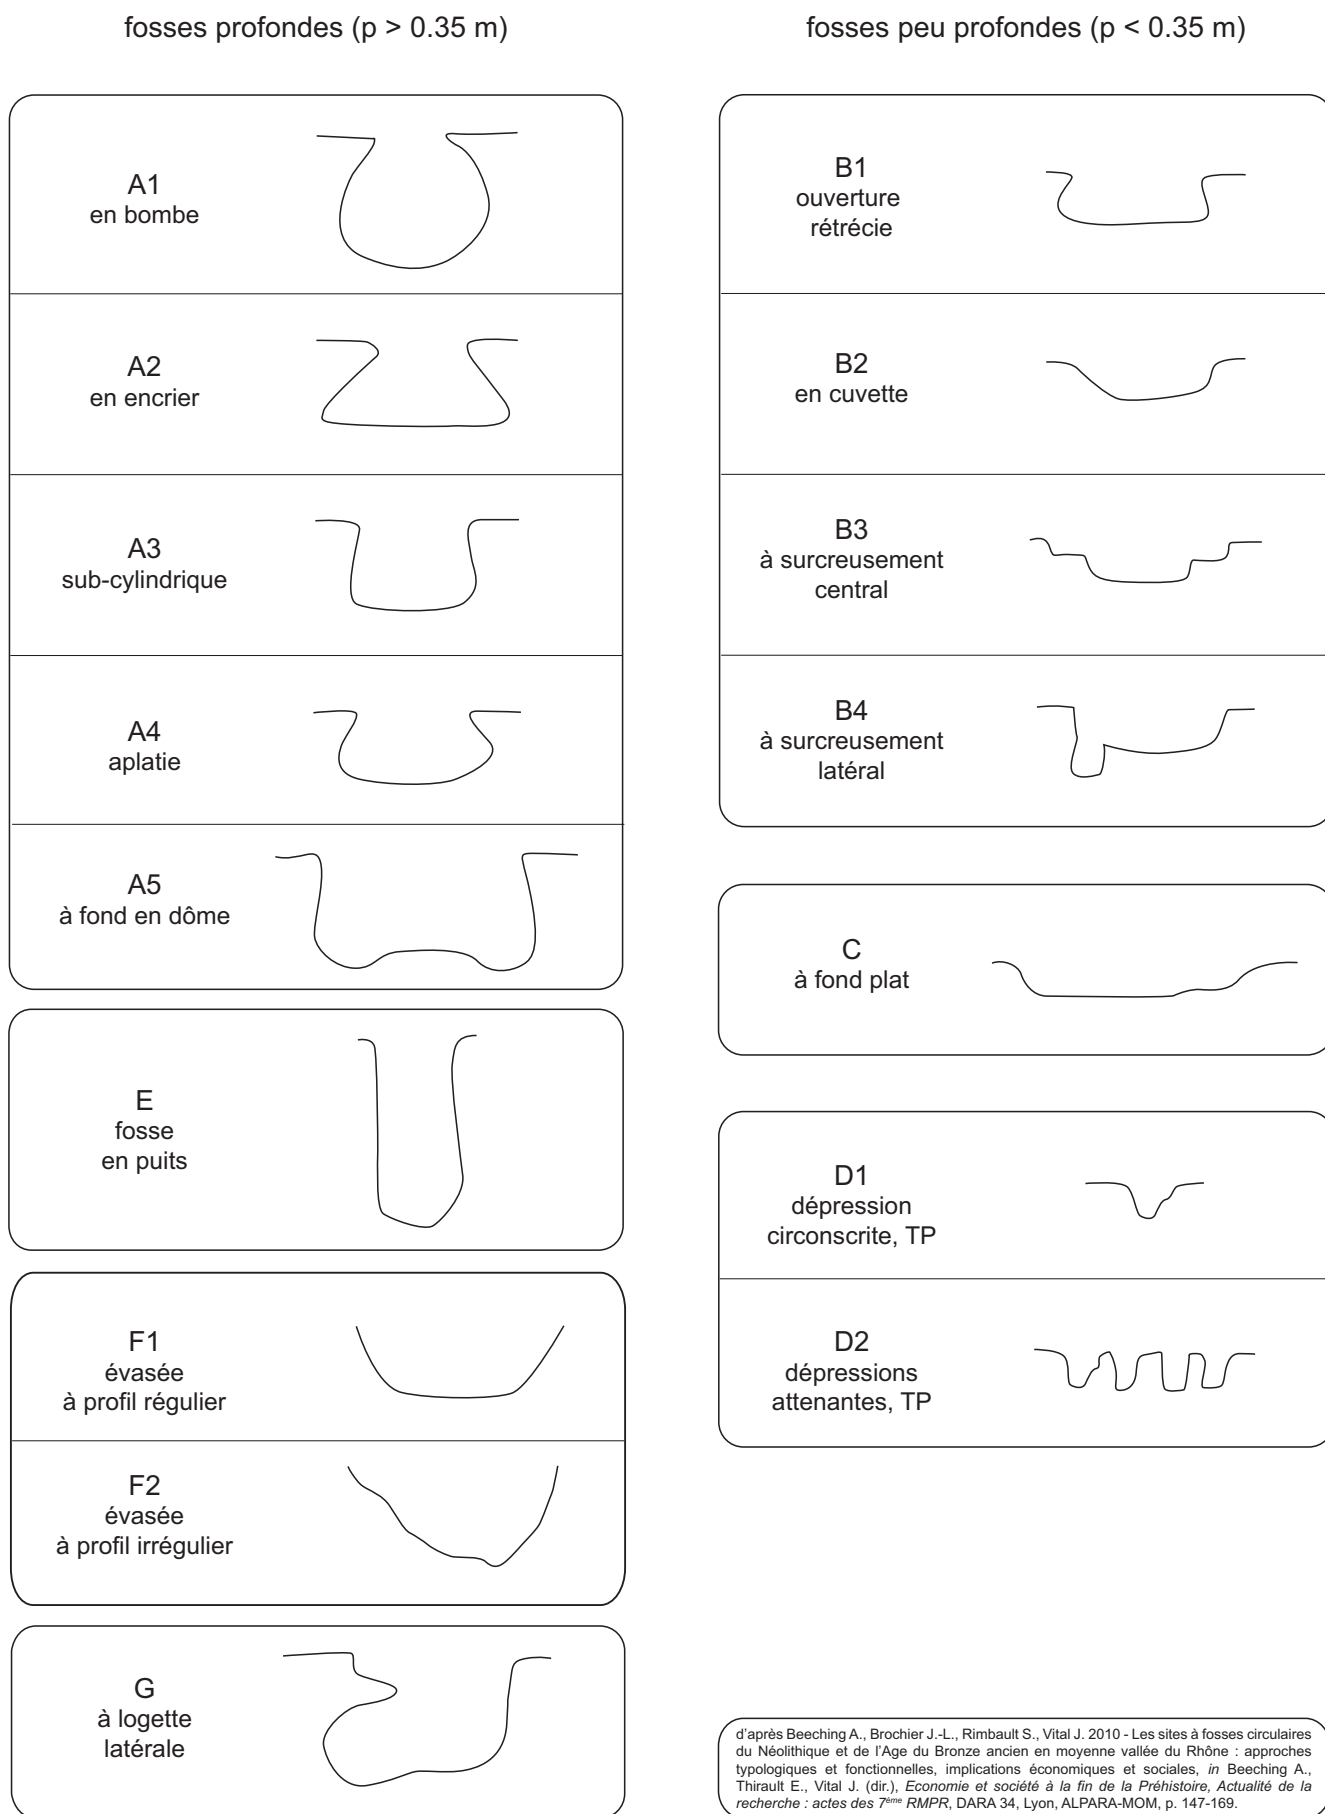 fosses profondes (p > 0.35 m)
A1
en bombe
A2
en encrier
A3
sub-cylindrique
A4
aplatie
A5
à fond en dôme
E
fosse
en puits
F1
évasée
à profil régulier
F2
évasée
à profil irrégulier
G
à logette
latérale
fosses peu profondes (p < 0.35 m)
B1
ouverture
rétrécie
B2
en cuvette
B3
à surcreusement
central
B4
à surcreusement
latéral
C
à fond plat
D1
dépression
circonscrite, TP
D2
dépressions
attenantes, TP
d'après Beeching A., Brochier J.-L., Rimbault S., Vital J. 2010 - Les sites à fosses circulaires
du Néolithique et de l'Age du Bronze ancien en moyenne vallée du Rhône : approches
typologiques et fonctionnelles, implications économiques et sociales, in Beeching A.,
Thirault E., Vital J. (dir.), Economie et société à la fin de la Préhistoire, Actualité de la
recherche : actes des 7ème RMPR, DARA 34, Lyon, ALPARA-MOM, p. 147-169.